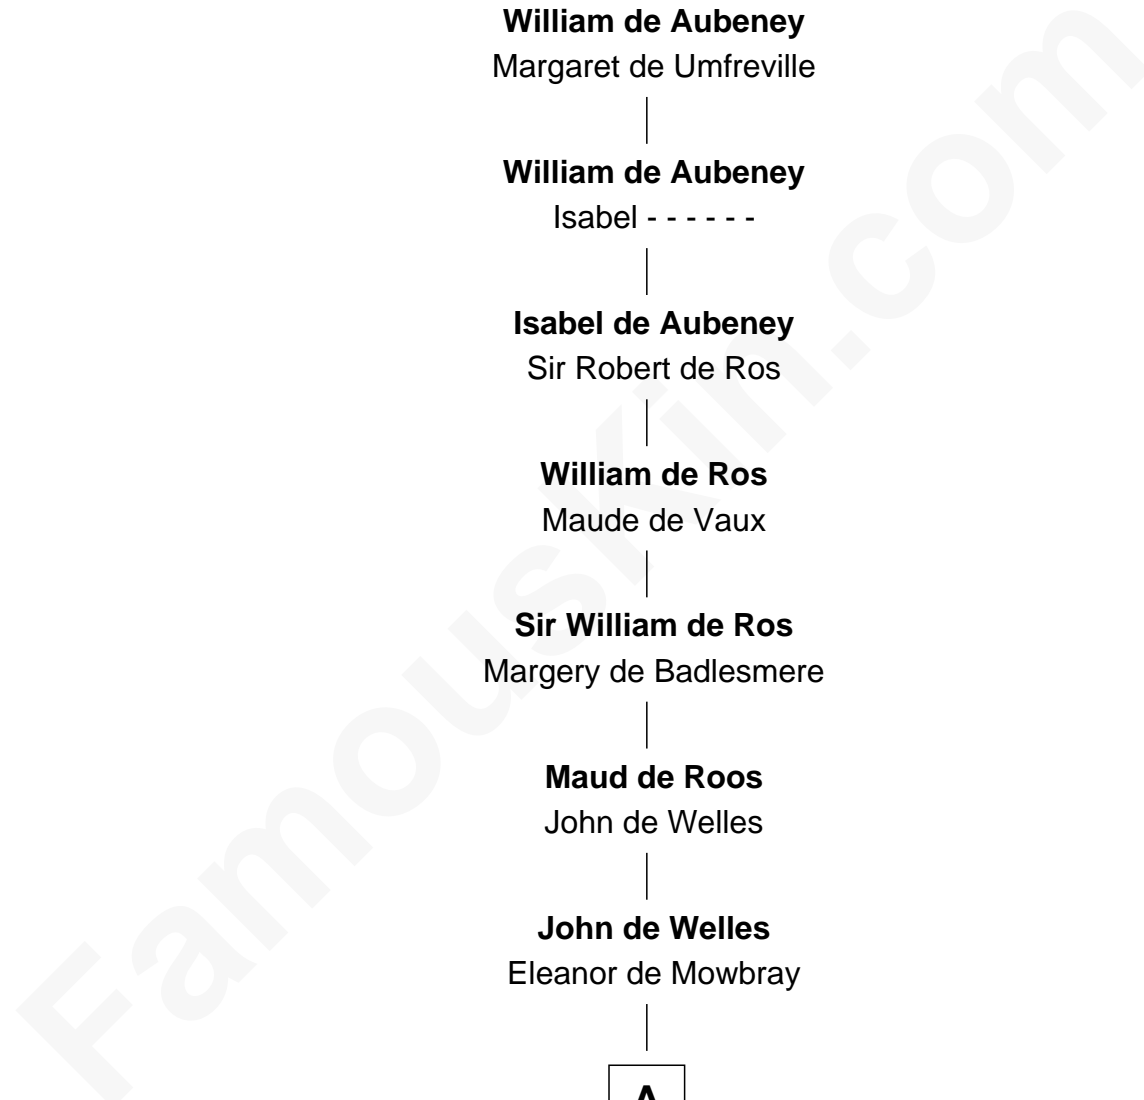 William de Aubeney
Margaret de Umfreville
William de Aubeney
Isabel - - - - - -
Isabel de Aubeney
Sir Robert de Ros
William de Ros
Maude de Vaux
Sir William de Ros
Margery de Badlesmere
Maud de Roos
John de Welles
John de Welles
Eleanor de Mowbray
A
FamousKin.com